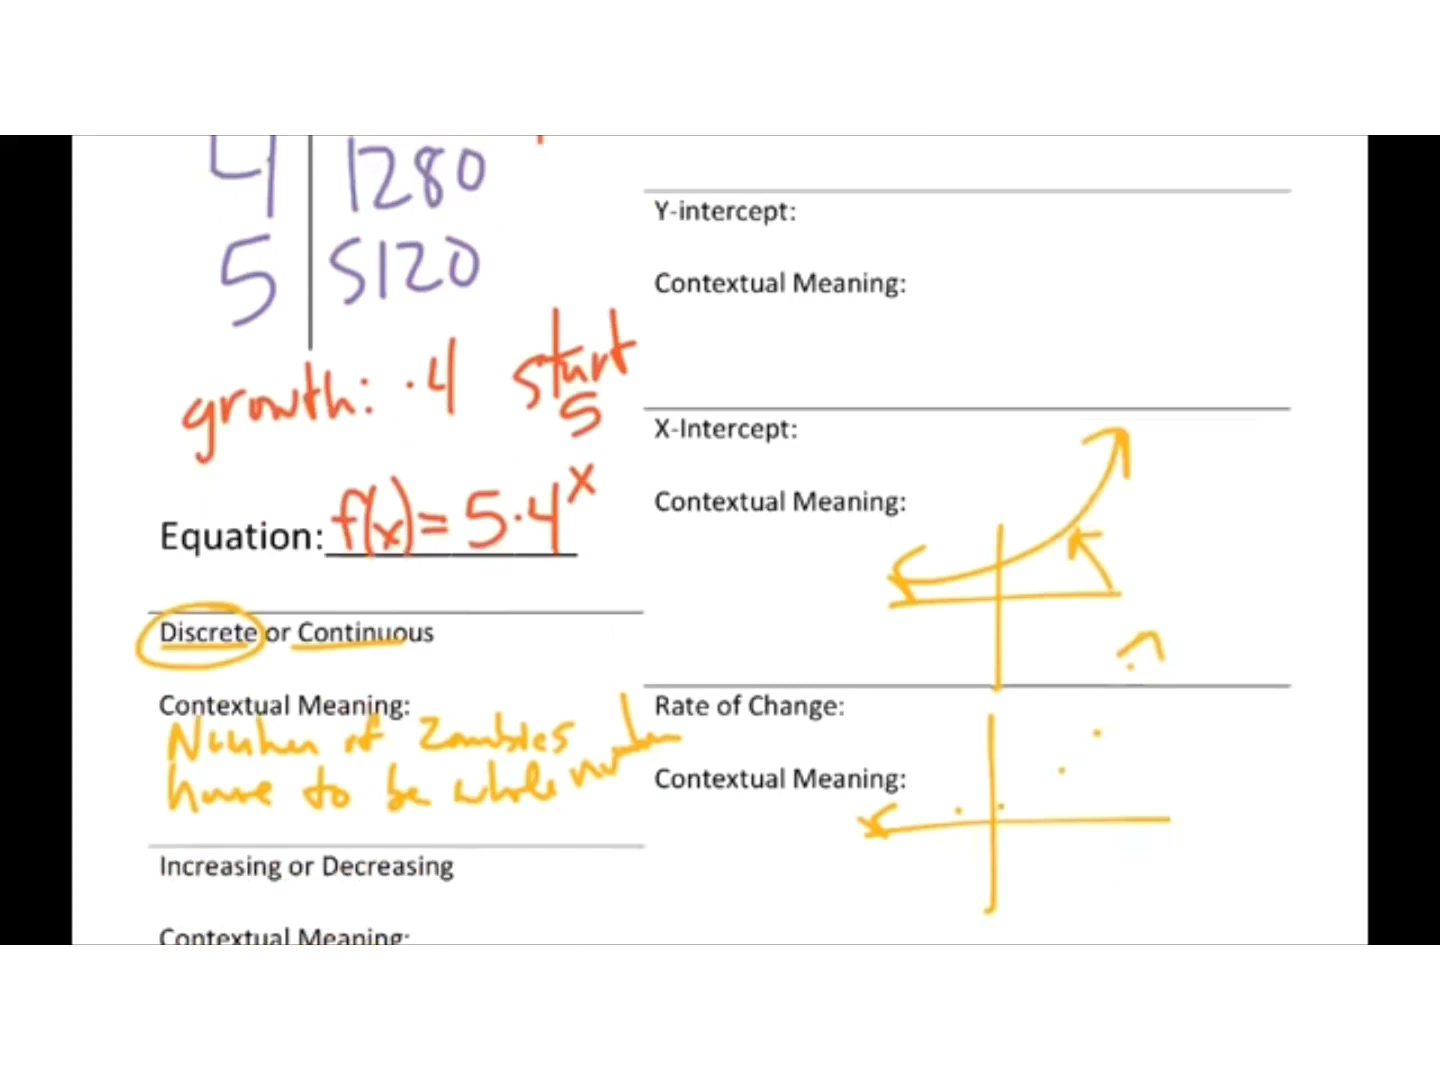 4 1280
5 5120
growth: ·4 start
5
Equation: f(x) = 5·4^x
Discrete or Continuous
Contextual Meaning:
Number of Zombies
have to be whole number
Increasing or Decreasing
Contextual Meaning:
Y-intercept:
Contextual Meaning:
X-Intercept:
Contextual Meaning:
Rate of Change:
Contextual Meaning: